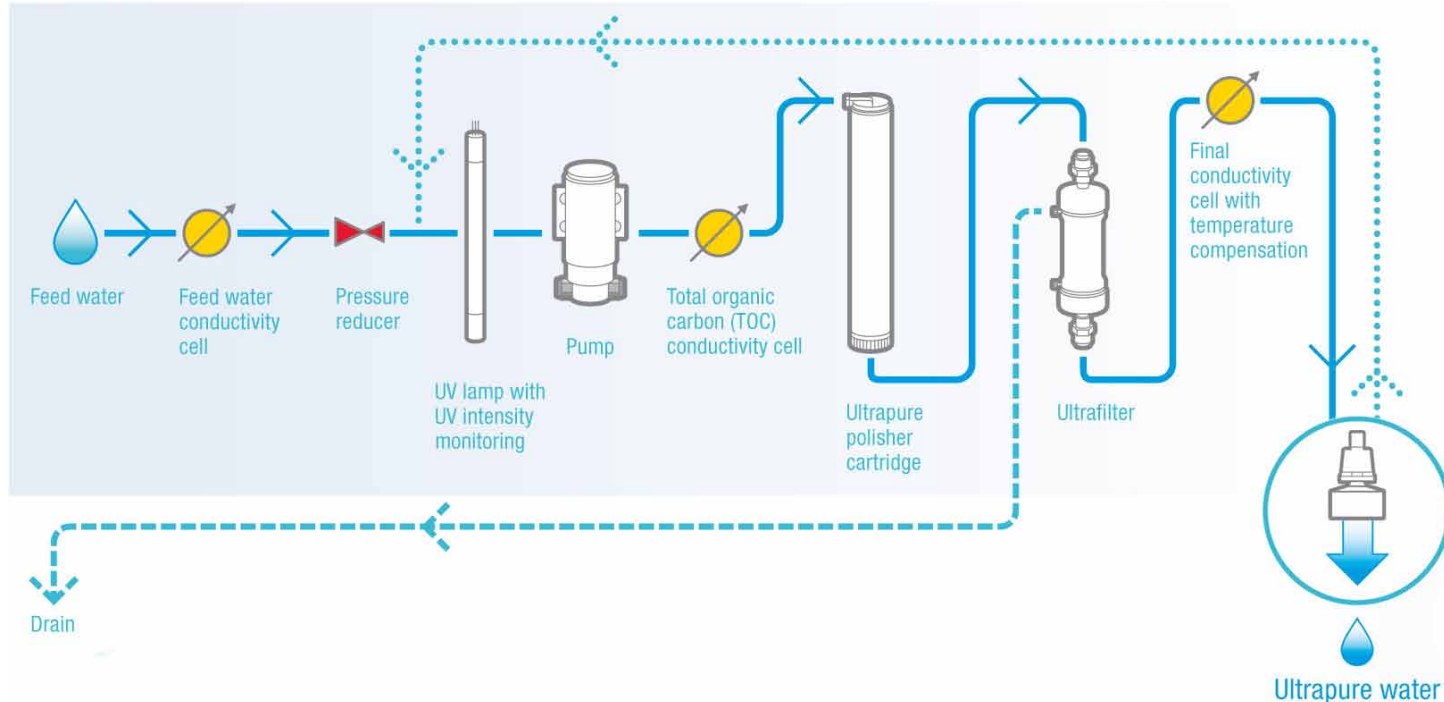 Feed water
Feed water
conductivity
cell
Pressure
reducer
UV lamp with
UV intensity
monitoring
Pump
Total organic
carbon (TOC)
conductivity cell
Ultrapure
polisher
cartridge
Ultrafilter
Final
conductivity
cell with
temperature
compensation
Drain
Ultrapure water